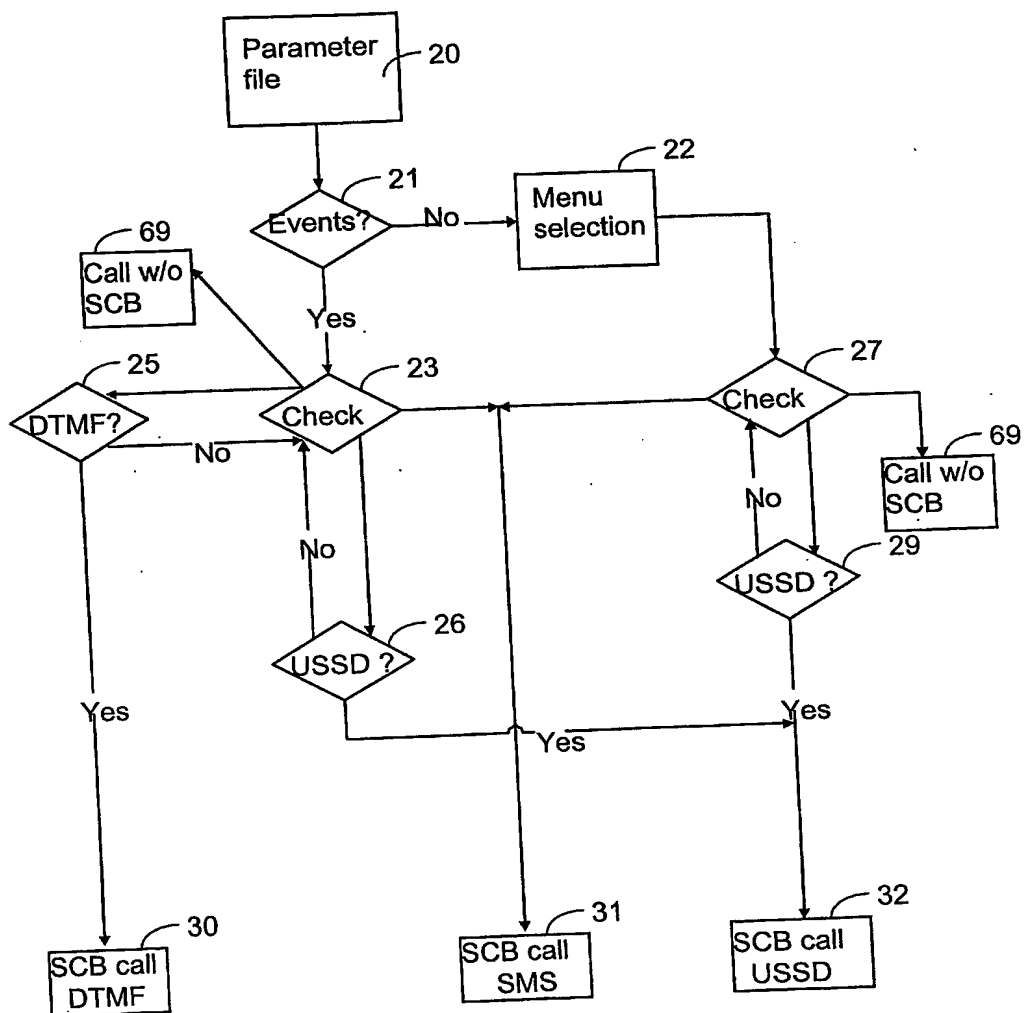 Parameter
file
20
21
Events?
No
22
Menu
selection
69
Call w/o
SCB
Yes
25
DTMF?
No
23
Check
27
Check
69
Call w/o
SCB
No
No
29
USSD ?
26
USSD ?
Yes
Yes
Yes
30
SCB call
DTMF
31
SCB call
SMS
32
SCB call
USSD